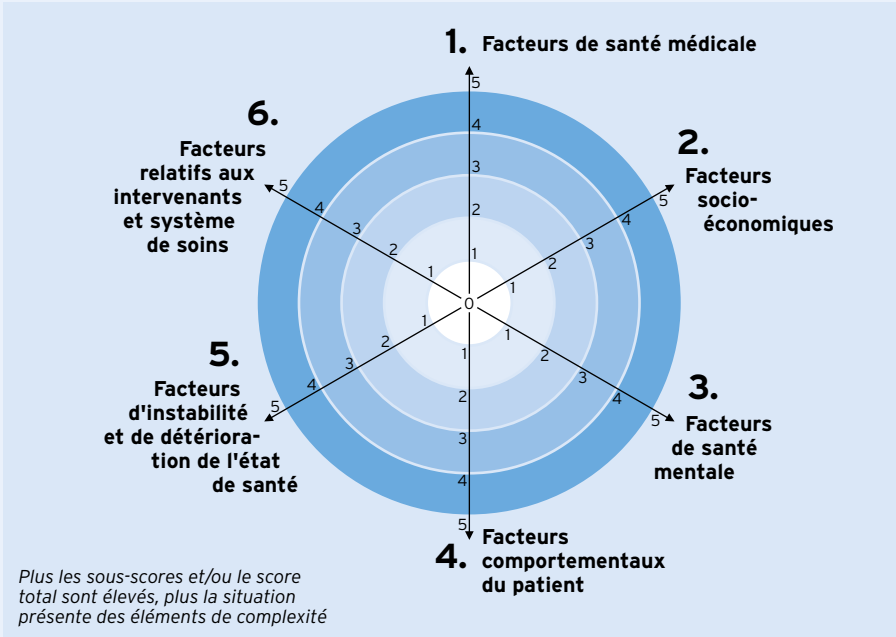 1. Facteurs de santé médicale
5
4
3
2
1
2.
Facteurs
socio-
économiques
5
4
3
2
1
3.
Facteurs
de santé
mentale
5
4
3
2
1
4.
Facteurs
comportementaux
du patient
5
4
3
2
1
5.
Facteurs
d'instabilité
et de détériora-
tion de l'état
de santé
5
4
3
2
1
6.
Facteurs
relatifs aux
intervenants
et système
de soins
5
4
3
2
1
0
Plus les sous-scores et/ou le score
total sont élevés, plus la situation
présente des éléments de complexité